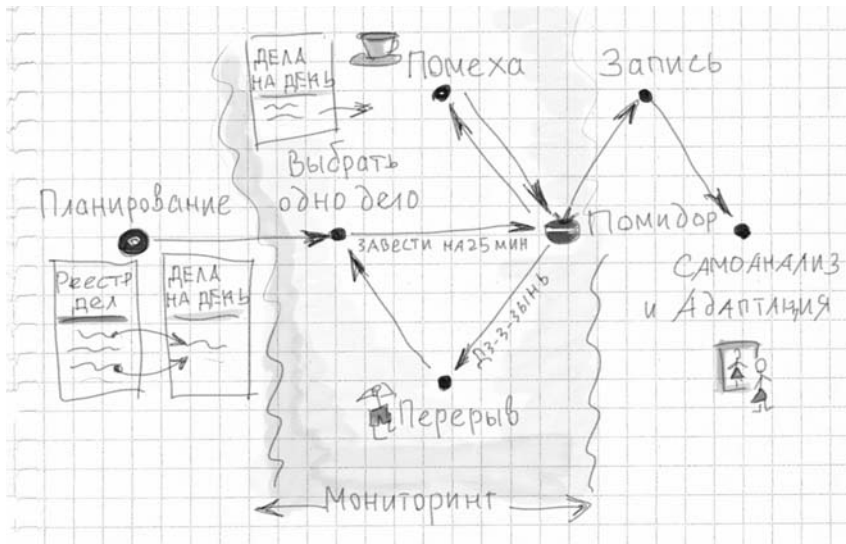 ДЕЛА
НА ДЕНЬ
Помеха
Запись
Выбрать
одно дело
Планирование
ЗАВЕСТИ НА 25 МИН
Помидор
Реестр
дел
ДЕЛА
НА ДЕНЬ
САМОАНАЛИЗ
и АДАПТАЦИЯ
ДЗ-З-ЗЫНЬ
Перерыв
Мониторинг